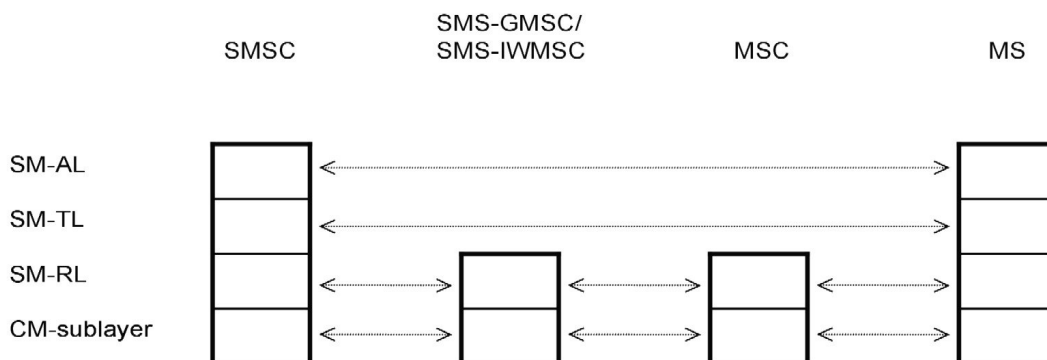 SMS-GMSC/
SMSC SMS-IWMSC MSC MS
SM-AL
SM-TL
SM-RL
CM-sublayer